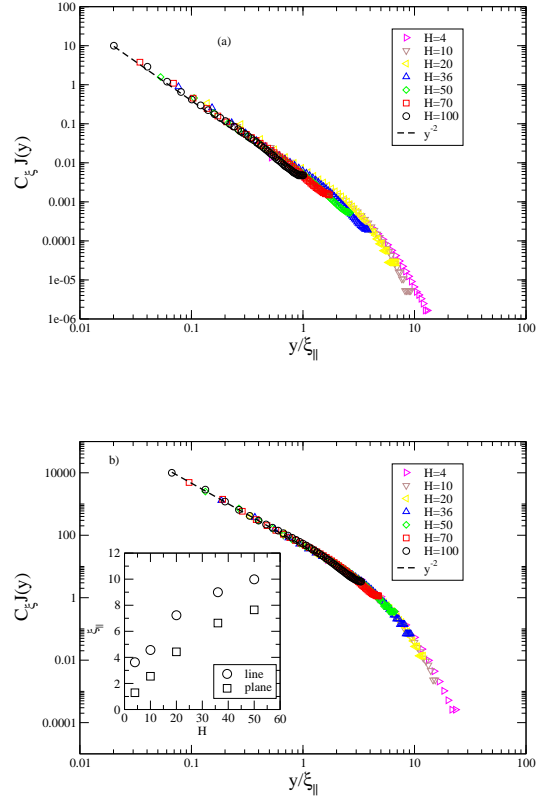 100
10
1
0.1
0.01
0.001
0.0001
1e-05
1e-06
C_ξ J(y)
(a)
H=4
H=10
H=20
H=36
H=50
H=70
H=100
y^-2
0.01 0.1 1 10 100
y/ξ_||
b)
10000
100
1
0.01
0.0001
C_ξ J(y)
H=4
H=10
H=20
H=36
H=50
H=70
H=100
y^-2
12
10
8
6
4
2
0
ξ_||
line
plane
0 10 20 30 40 50 60
H
0.01 0.1 1 10 100
y/ξ_||